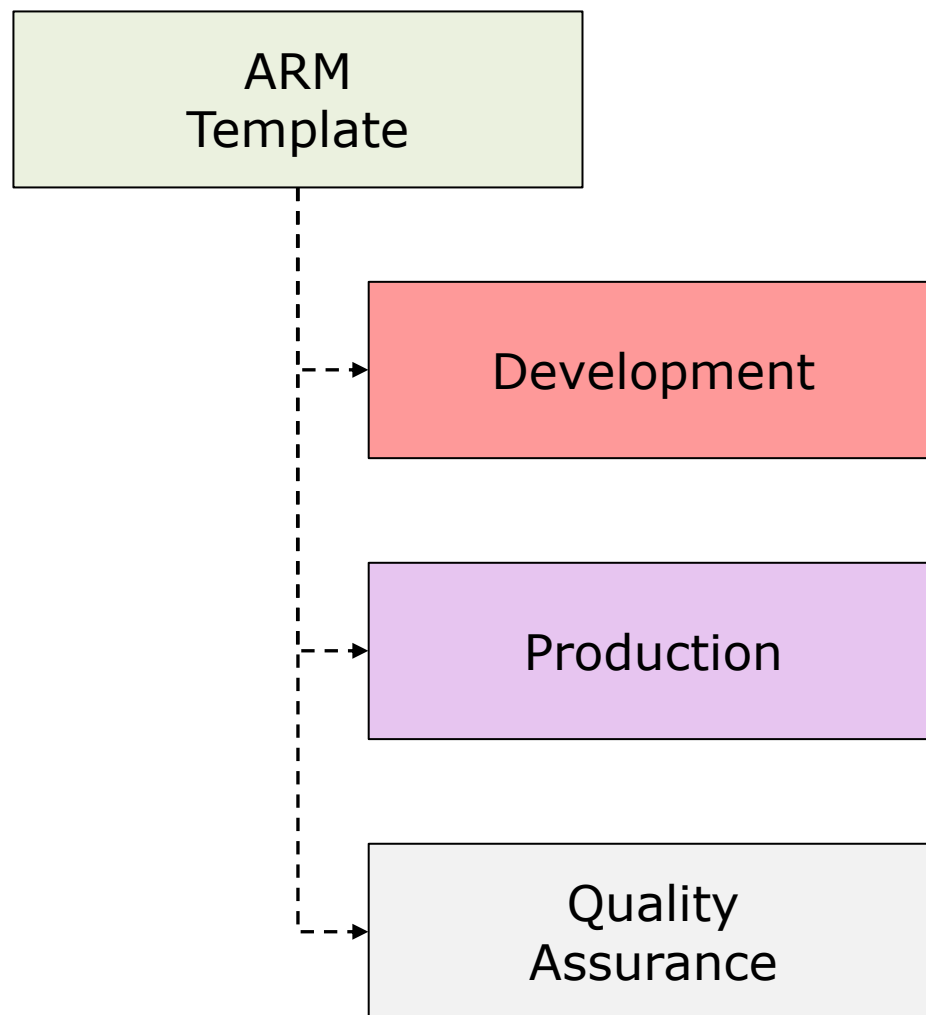 ARM
Template
Development
Production
Quality
Assurance